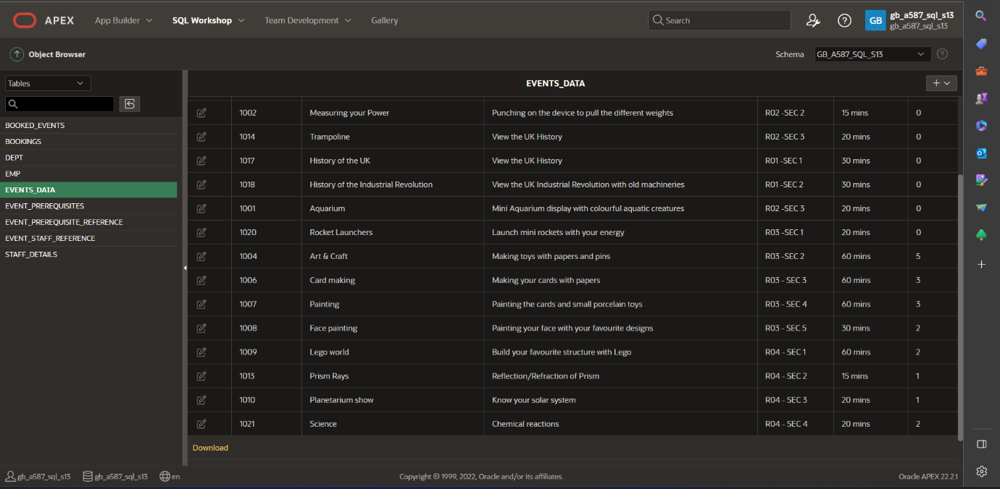 APEX App Builder SQL Workshop Team Development Gallery Search GB gb_a587_sql_s13
gb_a587_sql_s13
Object Browser Schema GB_A587_SQL_S13
Tables
EVENTS_DATA
BOOKED_EVENTS
BOOKINGS
DEPT
EMP
EVENTS_DATA
EVENT_PREREQUISITES
EVENT_PREREQUISITE_REFERENCE
EVENT_STAFF_REFERENCE
STAFF_DETAILS
1002 Measuring your Power Punching on the device to pull the different weights R02 -SEC 2 15 mins 0
1014 Trampoline View the UK History R02 -SEC 3 20 mins 0
1017 History of the UK View the UK History R01 -SEC 1 30 mins 0
1018 History of the Industrial Revolution View the UK Industrial Revolution with old machineries R01 -SEC 2 30 mins 0
1001 Aquarium Mini Aquarium display with colourful aquatic creatures R02 -SEC 3 20 mins 0
1020 Rocket Launchers Launch mini rockets with your energy R03 -SEC 1 20 mins 0
1004 Art & Craft Making toys with papers and pins R03 -SEC 2 60 mins 5
1006 Card making Making your cards with papers R03 - SEC 3 60 mins 3
1007 Painting Painting the cards and small porcelain toys R03 - SEC 4 60 mins 3
1008 Face painting Painting your face with your favourite designs R03 - SEC 5 30 mins 2
1009 Lego world Build your favourite structure with Lego R04 - SEC 1 60 mins 2
1013 Prism Rays Reflection/Refraction of Prism R04 - SEC 2 15 mins 1
1010 Planetarium show Know your solar system R04 - SEC 3 20 mins 1
1021 Science Chemical reactions R04 - SEC 4 20 mins 2
Download
gb_a587_sql_s13 gb_a587_sql_s13 en Copyright © 1999, 2022, Oracle and/or its affiliates. Oracle APEX 22.2.1